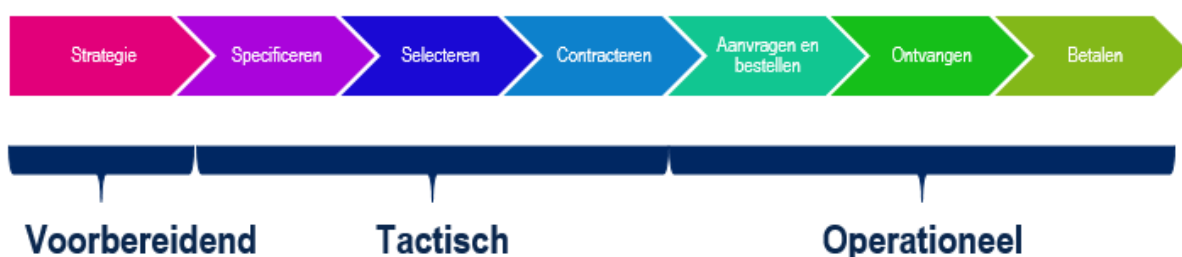 Strategie
Specificeren
Selecteren
Contracteren
Aanvragen en
bestellen
Ontvangen
Betalen
Voorbereidend
Tactisch
Operationeel